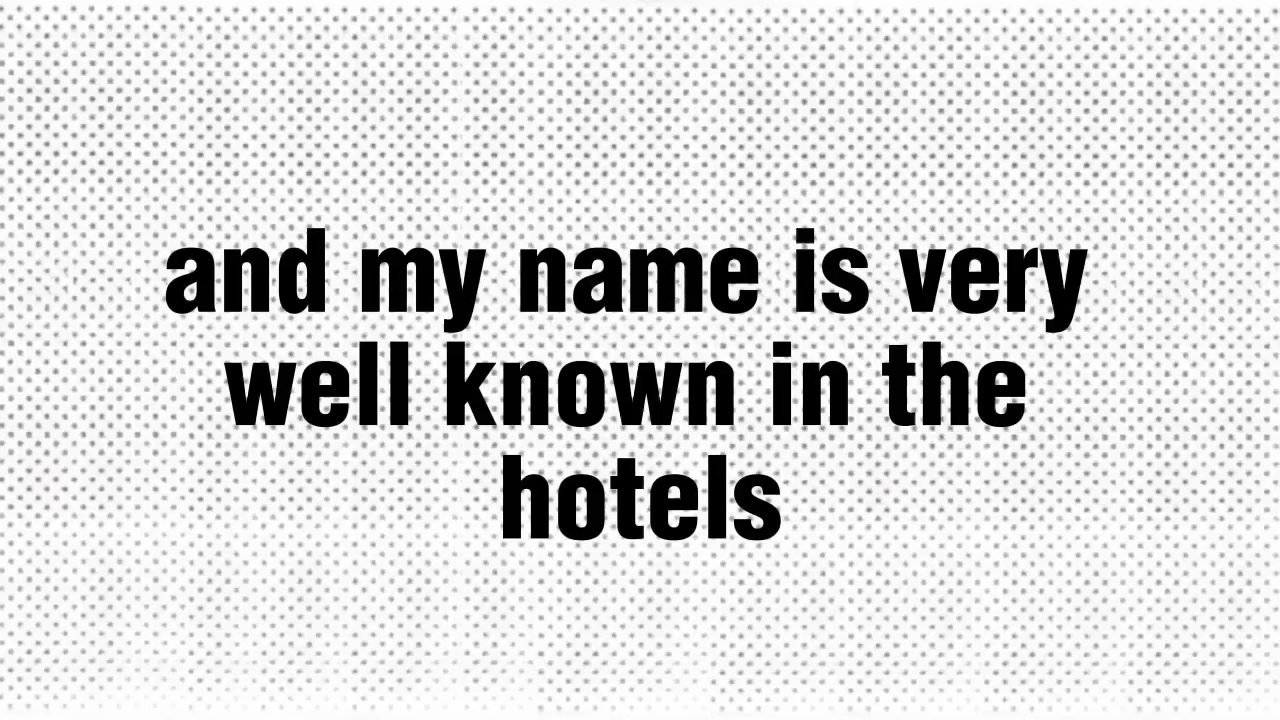 and my name is very
well known in the
hotels